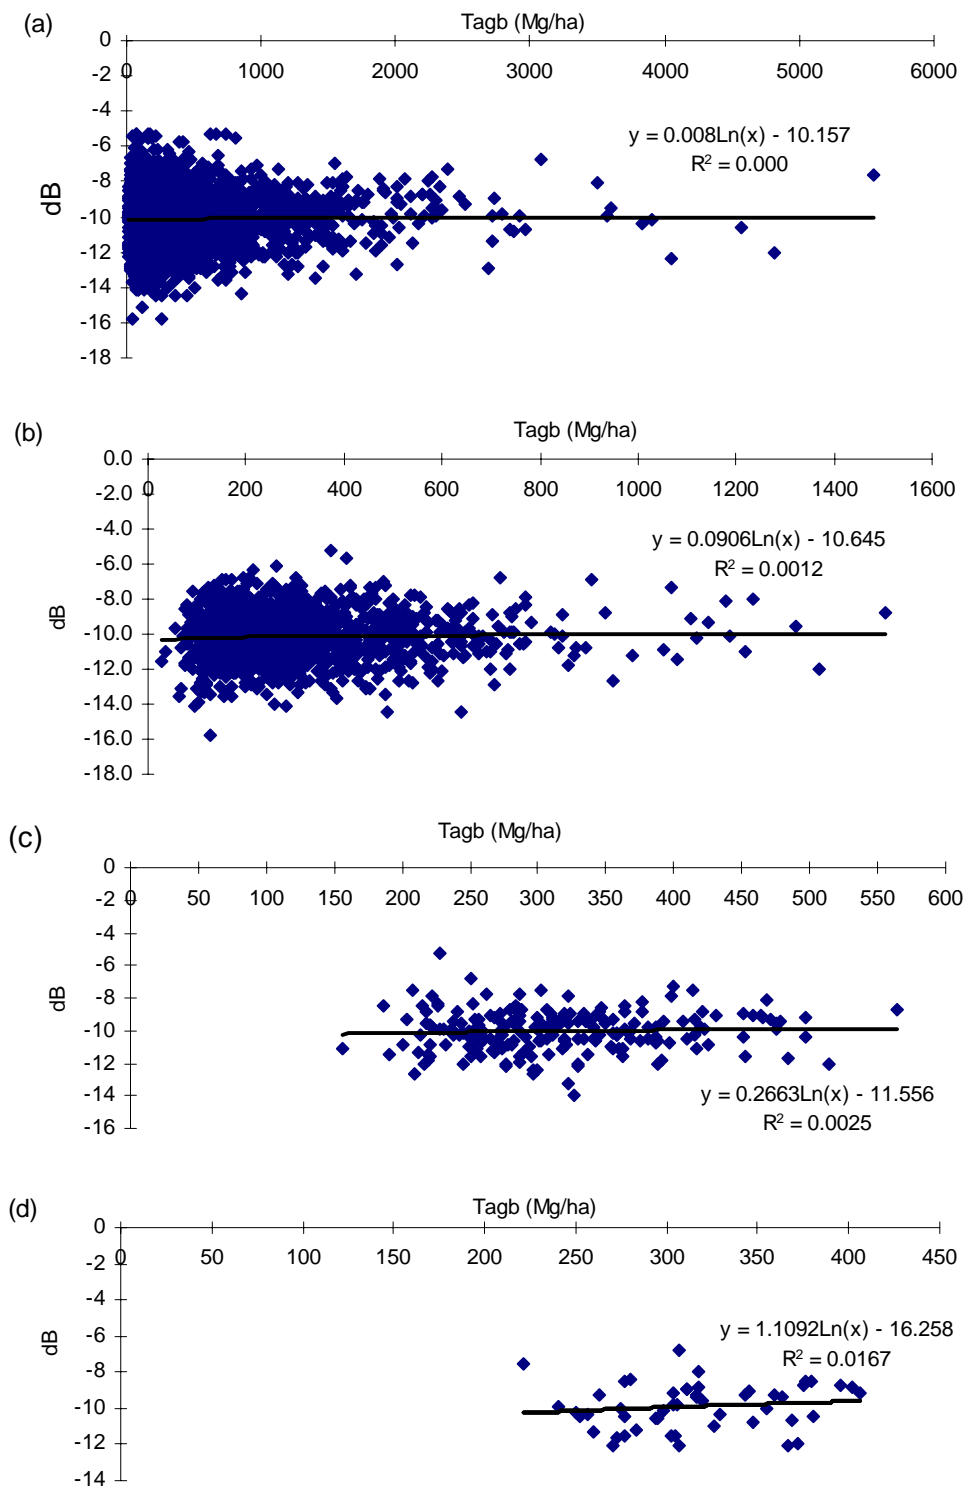 (a)
Tagb (Mg/ha)
0
0 1000 2000 3000 4000 5000 6000
-2
-4
-6
-8
-10
-12
-14
-16
-18
dB
y = 0.008Ln(x) - 10.157
R² = 0.000
(b)
Tagb (Mg/ha)
0.0
0 200 400 600 800 1000 1200 1400 1600
-2.0
-4.0
-6.0
-8.0
-10.0
-12.0
-14.0
-16.0
-18.0
dB
y = 0.0906Ln(x) - 10.645
R² = 0.0012
(c)
Tagb (Mg/ha)
0
0 50 100 150 200 250 300 350 400 450 500 550 600
-2
-4
-6
-8
-10
-12
-14
-16
dB
y = 0.2663Ln(x) - 11.556
R² = 0.0025
(d)
Tagb (Mg/ha)
0
0 50 100 150 200 250 300 350 400 450
-2
-4
-6
-8
-10
-12
-14
dB
y = 1.1092Ln(x) - 16.258
R² = 0.0167